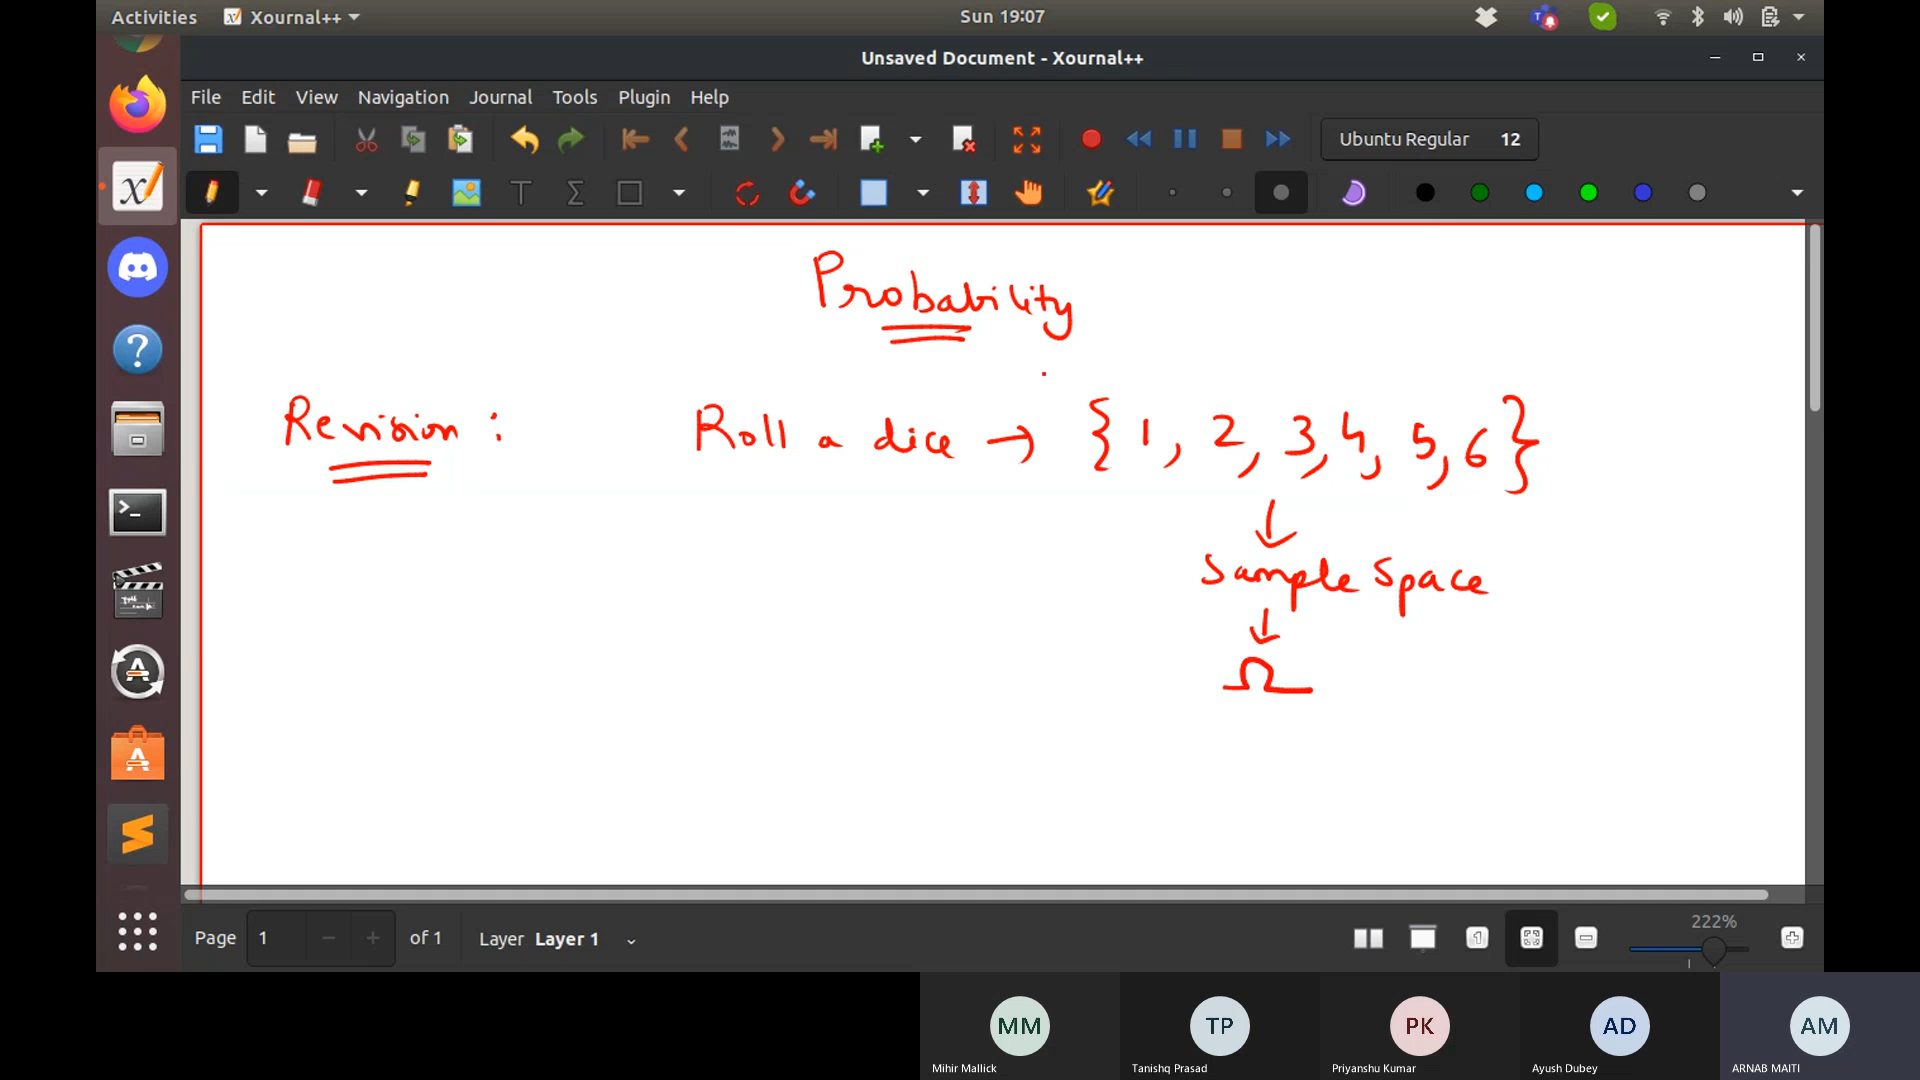 Activities Xournal++ Sun 19:07
Unsaved Document - Xournal++
File Edit View Navigation Journal Tools Plugin Help
Ubuntu Regular 12
Probability
Revision : Roll a dice → { 1, 2, 3, 4, 5, 6 }
↓
Sample Space
↓
Ω
Page 1 of 1 Layer Layer 1 222%
MM TP PK AD AM
Mihir Mallick Tanishq Prasad Priyanshu Kumar Ayush Dubey ARNAB MAITI